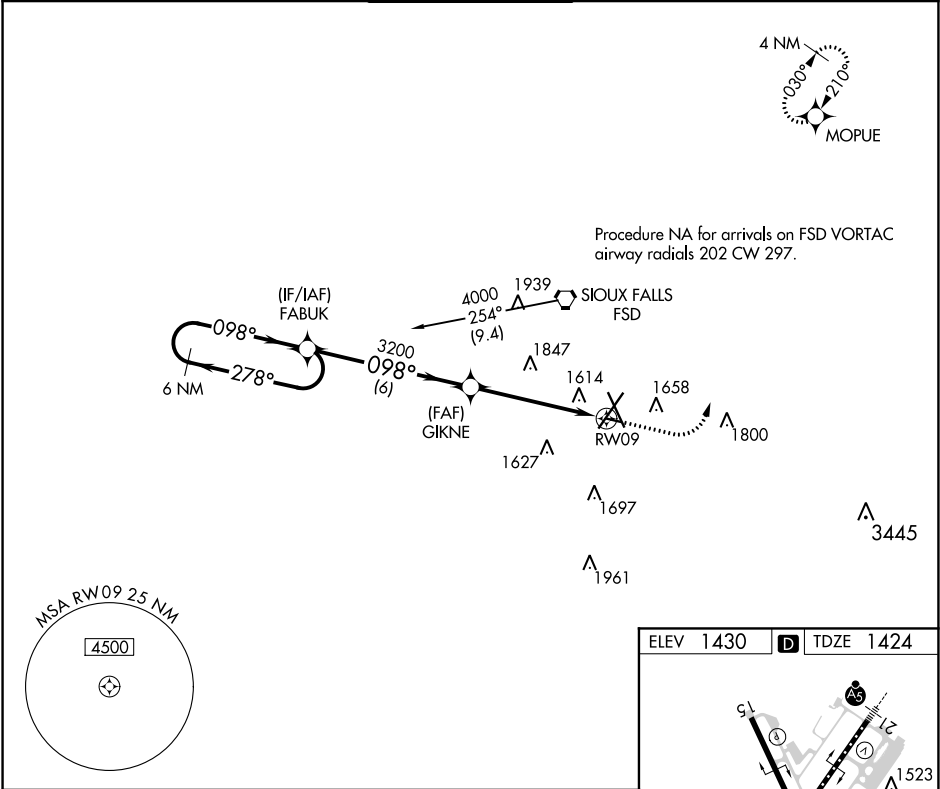 4 NM
030°
210°
MOPUE
Procedure NA for arrivals on FSD VORTAC
airway radials 202 CW 297.
(IF/IAF)
FABUK
4000
254°
(9.4)
1939
SIOUX FALLS
FSD
098°
278°
6 NM
3200
098°
(6)
(FAF)
GIKNE
1847
1614
1658
RW09
1800
1627
1697
3445
1961
MSA RW09 25 NM
4500
ELEV 1430 D TDZE 1424
15
P
A5
21
V
1523